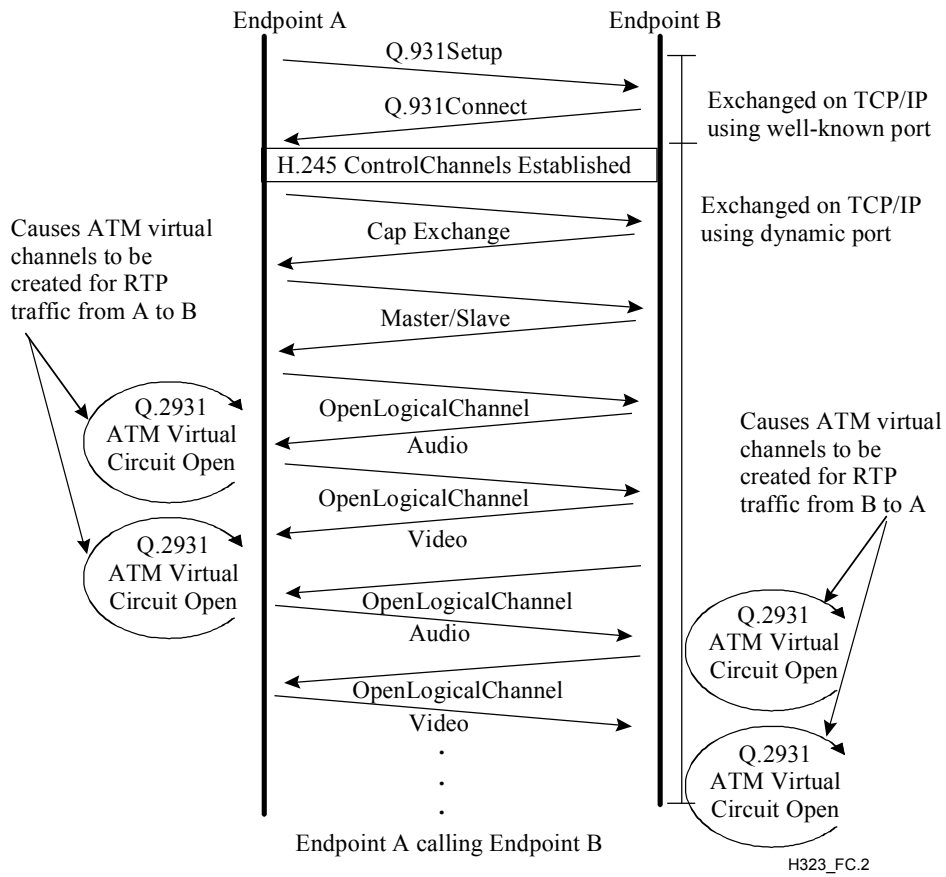 Endpoint A
Endpoint B
Q.931Setup
Q.931Connect
Exchanged on TCP/IP
using well-known port
H.245 ControlChannels Established
Exchanged on TCP/IP
using dynamic port
Cap Exchange
Causes ATM virtual
channels to be
created for RTP
traffic from A to B
Master/Slave
Q.2931
ATM Virtual
Circuit Open
OpenLogicalChannel
Audio
Causes ATM virtual
channels to be
created for RTP
traffic from B to A
OpenLogicalChannel
Video
Q.2931
ATM Virtual
Circuit Open
OpenLogicalChannel
Audio
Q.2931
ATM Virtual
Circuit Open
OpenLogicalChannel
Video
Q.2931
ATM Virtual
Circuit Open
.
.
.
Endpoint A calling Endpoint B
H323_FC.2